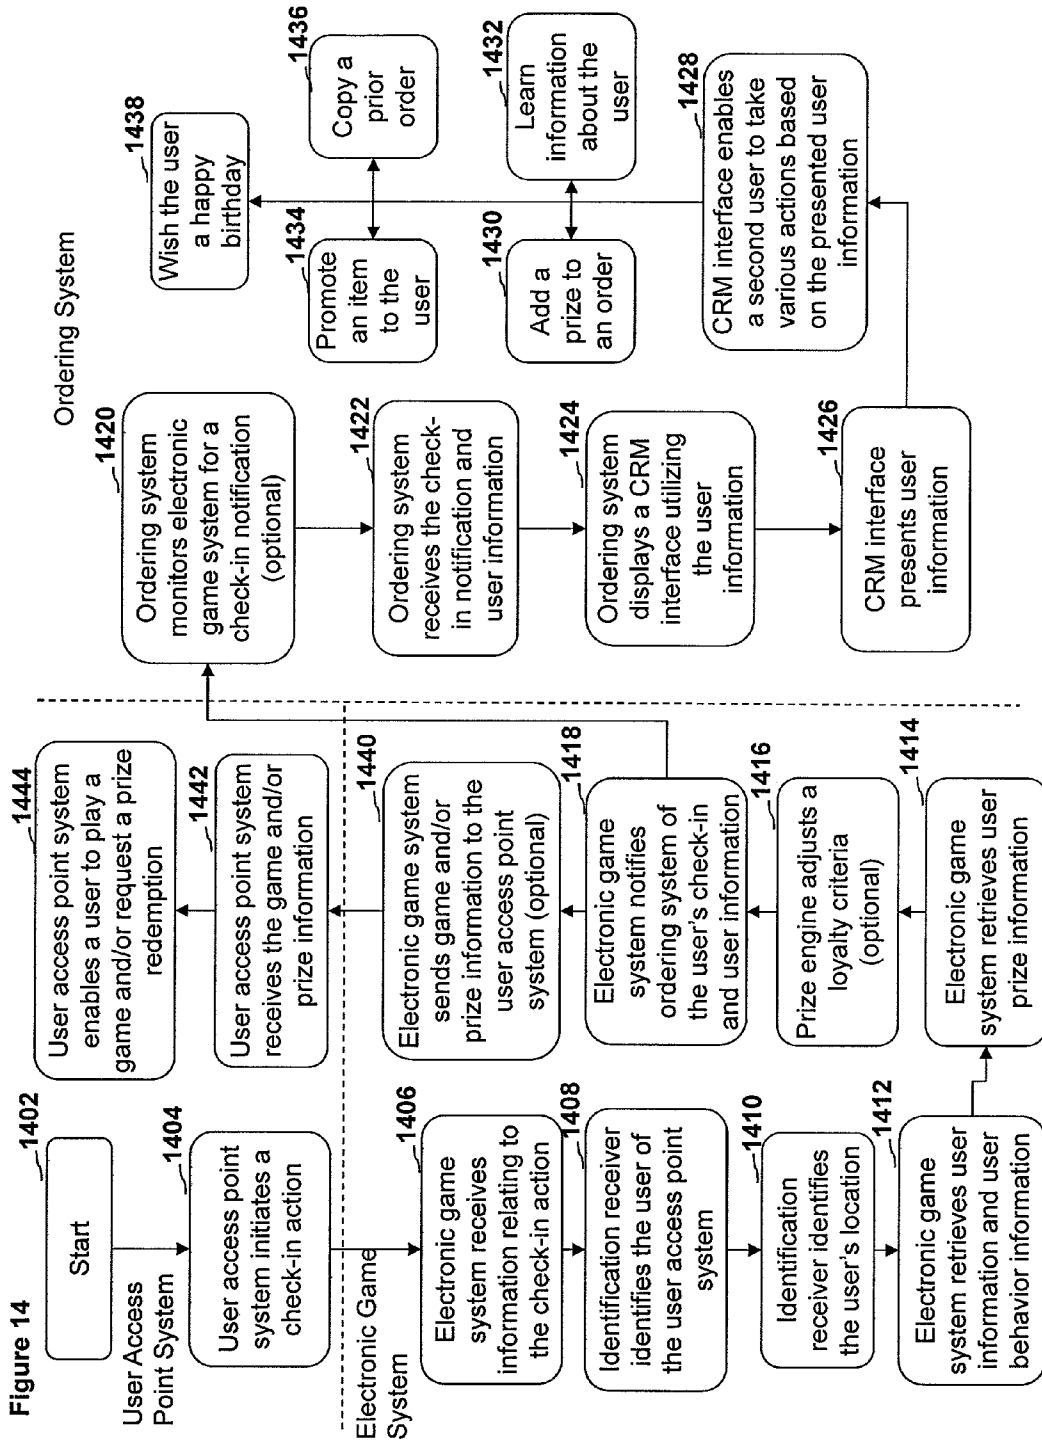 Figure 14
1402
Start
User Access
Point System
1404
User access point
system initiates a
check-in action
Electronic Game
System
1406
Electronic game
system receives
information relating to
the check-in action
1408
Identification receiver
identifies the user of
the user access point
system
1410
Identification
receiver identifies
the user's location
1412
Electronic game
system retrieves user
information and user
behavior information
1414
Electronic game
system retrieves user
prize information
1416
Prize engine adjusts a
loyalty criteria
(optional)
1418
Electronic game
system notifies
ordering system of
the user's check-in
and user information
1440
Electronic game system
sends game and/or
prize information to the
user access point
system (optional)
1442
User access point system
receives the game and/or
prize information
1444
User access point system
enables a user to play a
game and/or request a prize
redemption
Ordering System
1420
Ordering system
monitors electronic
game system for a
check-in notification
(optional)
1422
Ordering system
receives the check-
in notification and
user information
1424
Ordering system
displays a CRM
interface utilizing
the user
information
1426
CRM interface
presents user
information
1428
CRM interface enables
a second user to take
various actions based
on the presented user
information
1430
Add a
prize to
an order
1432
Learn
information
about the
user
1434
Promote
an item
to the
user
1436
Copy a
prior
order
1438
Wish the user
a happy
birthday